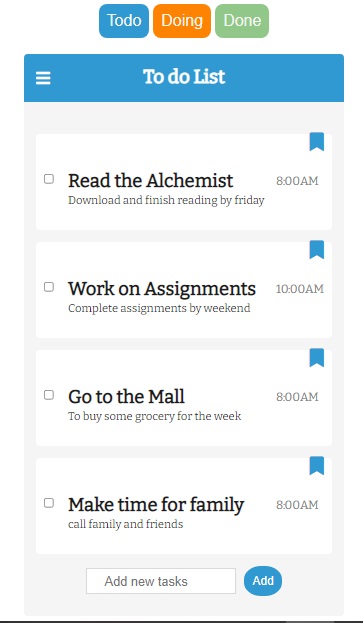 Todo Doing Done
To do List
Read the Alchemist 8:00AM
Download and finish reading by friday
Work on Assignments 10:00AM
Complete assignments by weekend
Go to the Mall 8:00AM
To buy some grocery for the week
Make time for family 8:00AM
call family and friends
Add new tasks Add